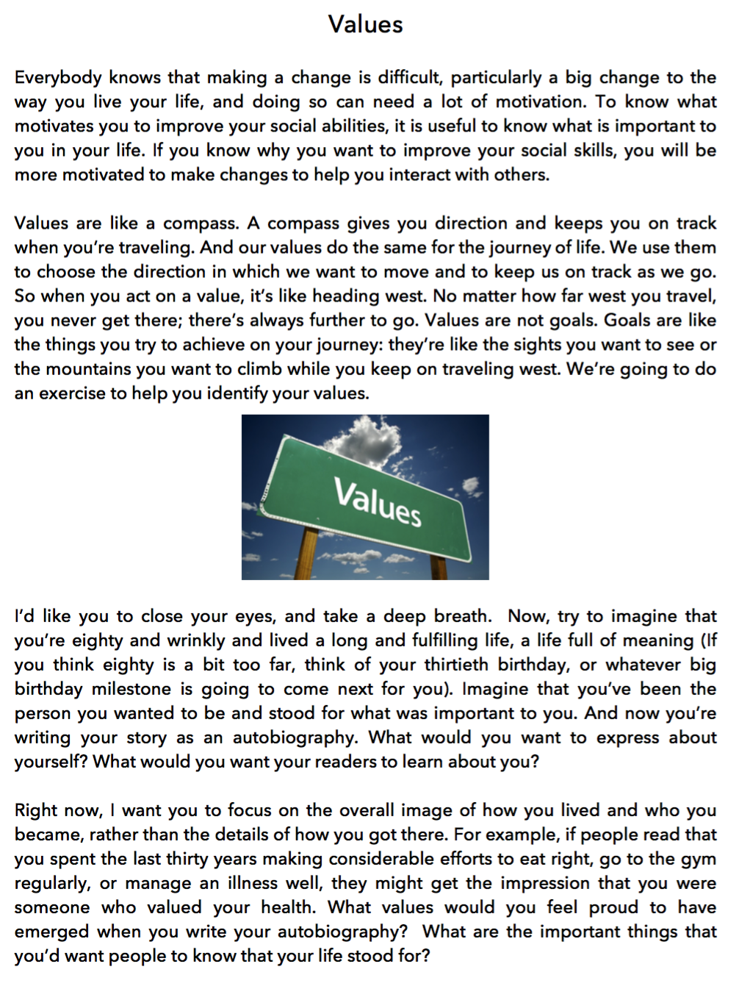 Values
Everybody knows that making a change is difficult, particularly a big change to the
way you live your life, and doing so can need a lot of motivation. To know what
motivates you to improve your social abilities, it is useful to know what is important to
you in your life. If you know why you want to improve your social skills, you will be
more motivated to make changes to help you interact with others.
Values are like a compass. A compass gives you direction and keeps you on track
when you're traveling. And our values do the same for the journey of life. We use them
to choose the direction in which we want to move and to keep us on track as we go.
So when you act on a value, it's like heading west. No matter how far west you travel,
you never get there; there's always further to go. Values are not goals. Goals are like
the things you try to achieve on your journey: they're like the sights you want to see or
the mountains you want to climb while you keep on traveling west. We're going to do
an exercise to help you identify your values.
Values
I'd like you to close your eyes, and take a deep breath.  Now, try to imagine that
you're eighty and wrinkly and lived a long and fulfilling life, a life full of meaning (If
you think eighty is a bit too far, think of your thirtieth birthday, or whatever big
birthday milestone is going to come next for you). Imagine that you've been the
person you wanted to be and stood for what was important to you. And now you're
writing your story as an autobiography. What would you want to express about
yourself? What would you want your readers to learn about you?
Right now, I want you to focus on the overall image of how you lived and who you
became, rather than the details of how you got there. For example, if people read that
you spent the last thirty years making considerable efforts to eat right, go to the gym
regularly, or manage an illness well, they might get the impression that you were
someone who valued your health. What values would you feel proud to have
emerged when you write your autobiography?  What are the important things that
you'd want people to know that your life stood for?